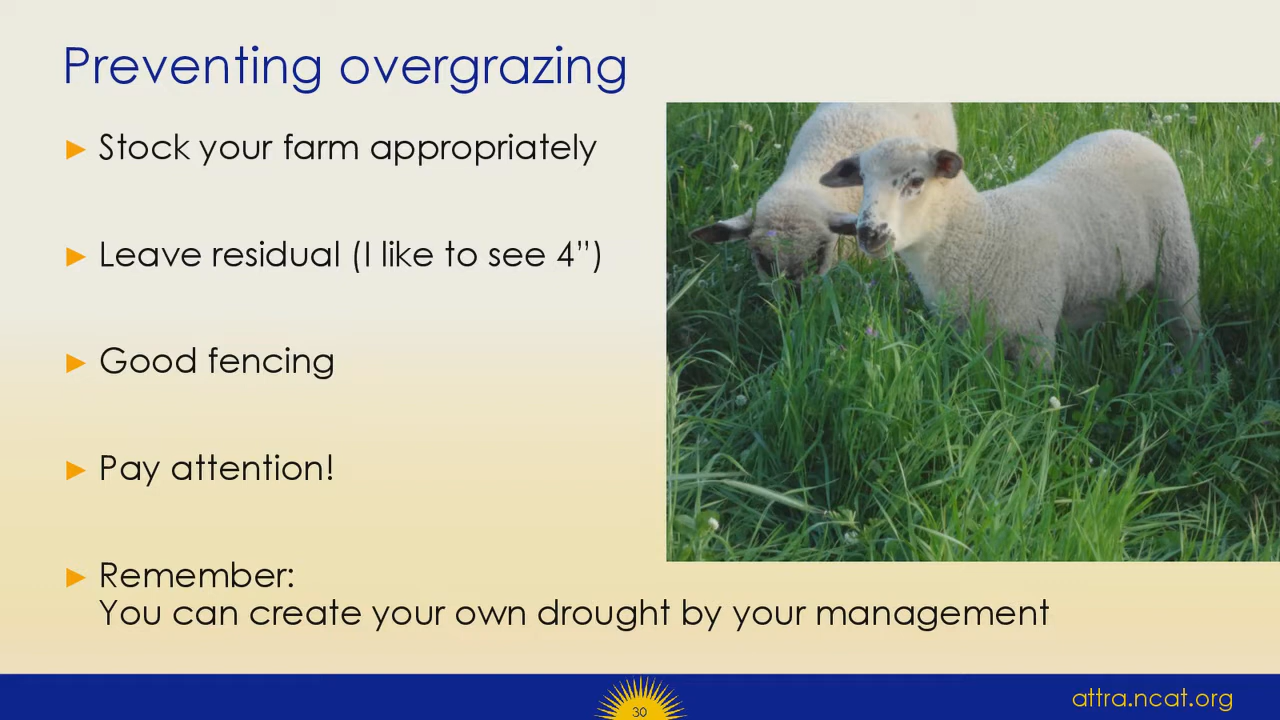 Preventing overgrazing
► Stock your farm appropriately
► Leave residual (I like to see 4”)
► Good fencing
► Pay attention!
► Remember:
You can create your own drought by your management
30
attra.ncat.org